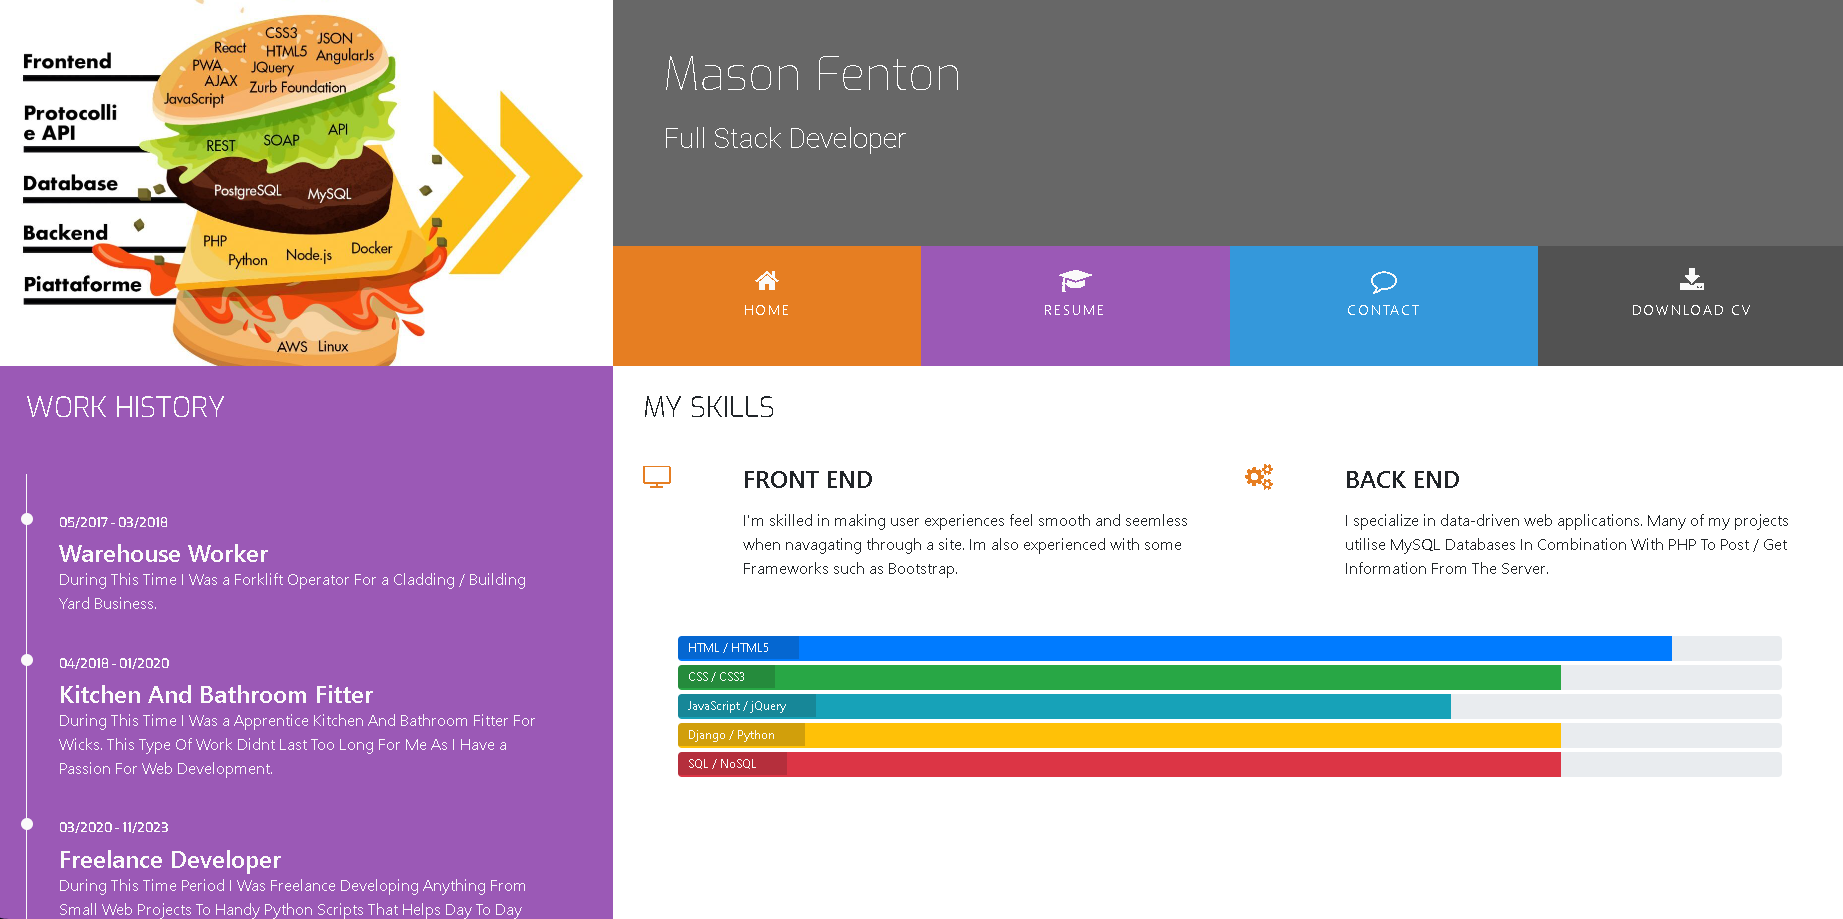 Frontend
Protocolli
e API
Database
Backend
Piattaforme
CSS3
React
JSON
HTML5
AngularJs
PWA
JQuery
AJAX
Zurb Foundation
JavaScript
API
SOAP
REST
PostgreSQL
MySQL
PHP
Docker
Node.js
Python
AWS Linux
Mason Fenton
Full Stack Developer
HOME
RESUME
CONTACT
DOWNLOAD CV
WORK HISTORY
05/2017 - 03/2018
Warehouse Worker
During This Time I Was a Forklift Operator For a Cladding / Building
Yard Business.
04/2018 - 01/2020
Kitchen And Bathroom Fitter
During This Time I Was a Apprentice Kitchen And Bathroom Fitter For
Wicks. This Type Of Work Didnt Last Too Long For Me As I Have a
Passion For Web Development.
03/2020 - 11/2023
Freelance Developer
During This Time Period I Was Freelance Developing Anything From
Small Web Projects To Handy Python Scripts That Helps Day To Day
MY SKILLS
FRONT END
I'm skilled in making user experiences feel smooth and seemless
when navagating through a site. Im also experienced with some
Frameworks such as Bootstrap.
BACK END
I specialize in data-driven web applications. Many of my projects
utilise MySQL Databases In Combination With PHP To Post / Get
Information From The Server.
HTML / HTML5
CSS / CSS3
JavaScript / jQuery
Django / Python
SQL / NoSQL